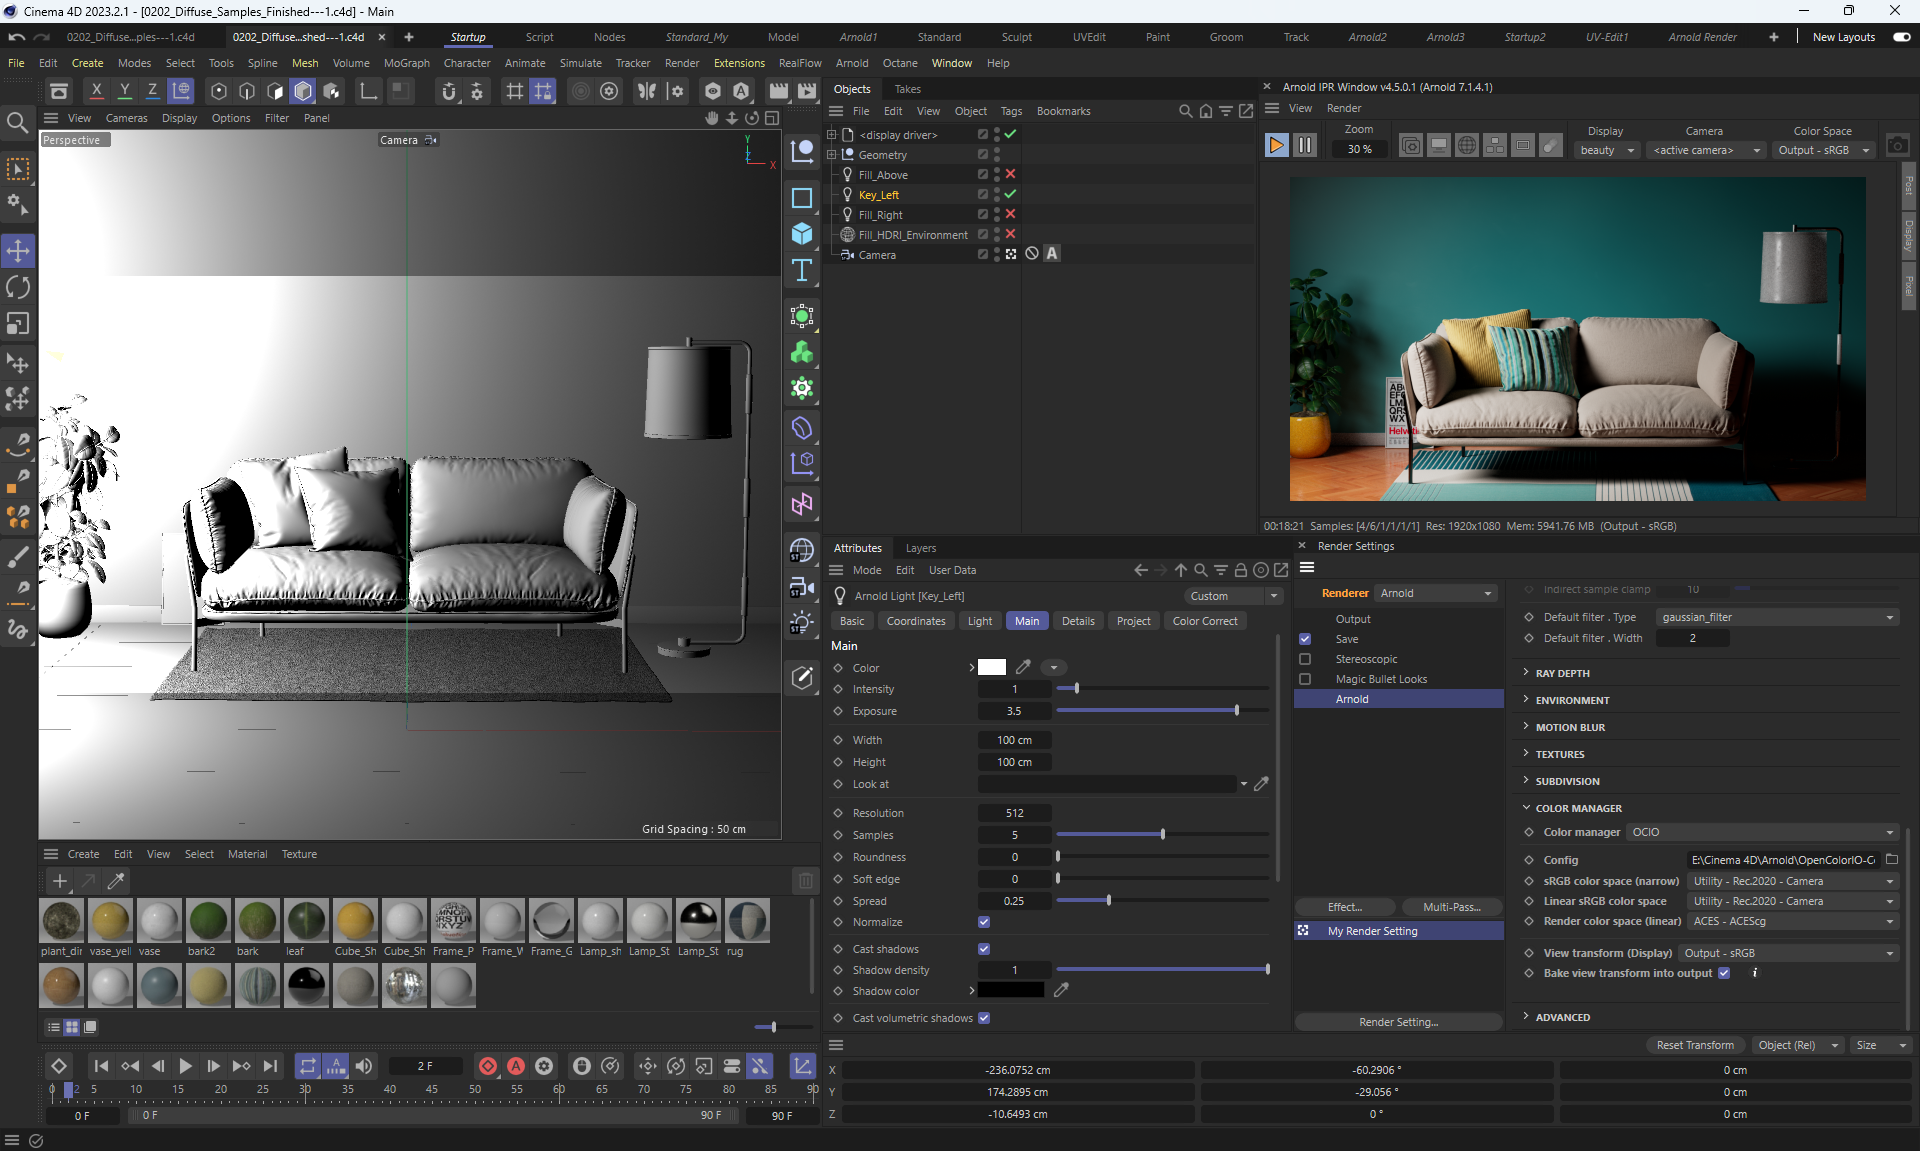 Cinema 4D 2023.2.1 - [0202_Diffuse_Samples_Finished---1.c4d] - Main
0202_Diffuse...ples---1.c4d
0202_Diffuse...shed---1.c4d
Startup Script Nodes Standard_My Model Arnold1 Standard Sculpt UVEdit Paint Groom Track Arnold2 Arnold3 Startup2 UV-Edit1 Arnold Render New Layouts
File Edit Create Modes Select Tools Spline Mesh Volume MoGraph Character Animate Simulate Tracker Render Extensions RealFlow Arnold Octane Window Help
X Y Z
View Cameras Display Options Filter Panel
Perspective
Camera
Y
Z
X
Grid Spacing : 50 cm
Objects Takes
File Edit View Object Tags Bookmarks
<display driver>
Geometry
Fill_Above
Key_Left
Fill_Right
Fill_HDRI_Environment
Camera
A
Arnold IPR Window v4.5.0.1 (Arnold 7.1.4.1)
View Render
Zoom Display Camera Color Space
30 % beauty <active camera> Output - sRGB
Post
Display
Pixel
00:18:21 Samples: [4/6/1/1/1/1] Res: 1920x1080 Mem: 5941.76 MB (Output - sRGB)
Attributes Layers
Mode Edit User Data
Arnold Light [Key_Left] Custom
Basic Coordinates Light Main Details Project Color Correct
Main
Color
Intensity 1
Exposure 3.5
Width 100 cm
Height 100 cm
Look at
Resolution 512
Samples 5
Roundness 0
Soft edge 0
Spread 0.25
Normalize
Cast shadows
Shadow density 1
Shadow color
Cast volumetric shadows
Render Settings
Renderer Arnold
Output
Save
Stereoscopic
Magic Bullet Looks
Arnold
Effect... Multi-Pass...
My Render Setting
Render Setting...
Indirect sample clamp 10
Default filter . Type gaussian_filter
Default filter . Width 2
RAY DEPTH
ENVIRONMENT
MOTION BLUR
TEXTURES
SUBDIVISION
COLOR MANAGER
Color manager OCIO
Config E:\Cinema 4D\Arnold\OpenColorIO-C
sRGB color space (narrow) Utility - Rec.2020 - Camera
Linear sRGB color space Utility - Rec.2020 - Camera
Render color space (linear) ACES - ACEScg
View transform (Display) Output - sRGB
Bake view transform into output
ADVANCED
Create Edit View Select Material Texture
plant_dir vase_yell vase bark2 bark leaf Cube_Sh Cube_Sh Frame_P Frame_W Frame_G Lamp_sh Lamp_St Lamp_St rug
2 F
0 2 5 10 15 20 25 30 35 40 45 50 55 60 65 70 75 80 85 90
0 F 0 F 90 F 90 F
Reset Transform Object (Rel) Size
X -236.0752 cm -60.2906 ° 0 cm
Y 174.2895 cm -29.056 ° 0 cm
Z -10.6493 cm 0 ° 0 cm